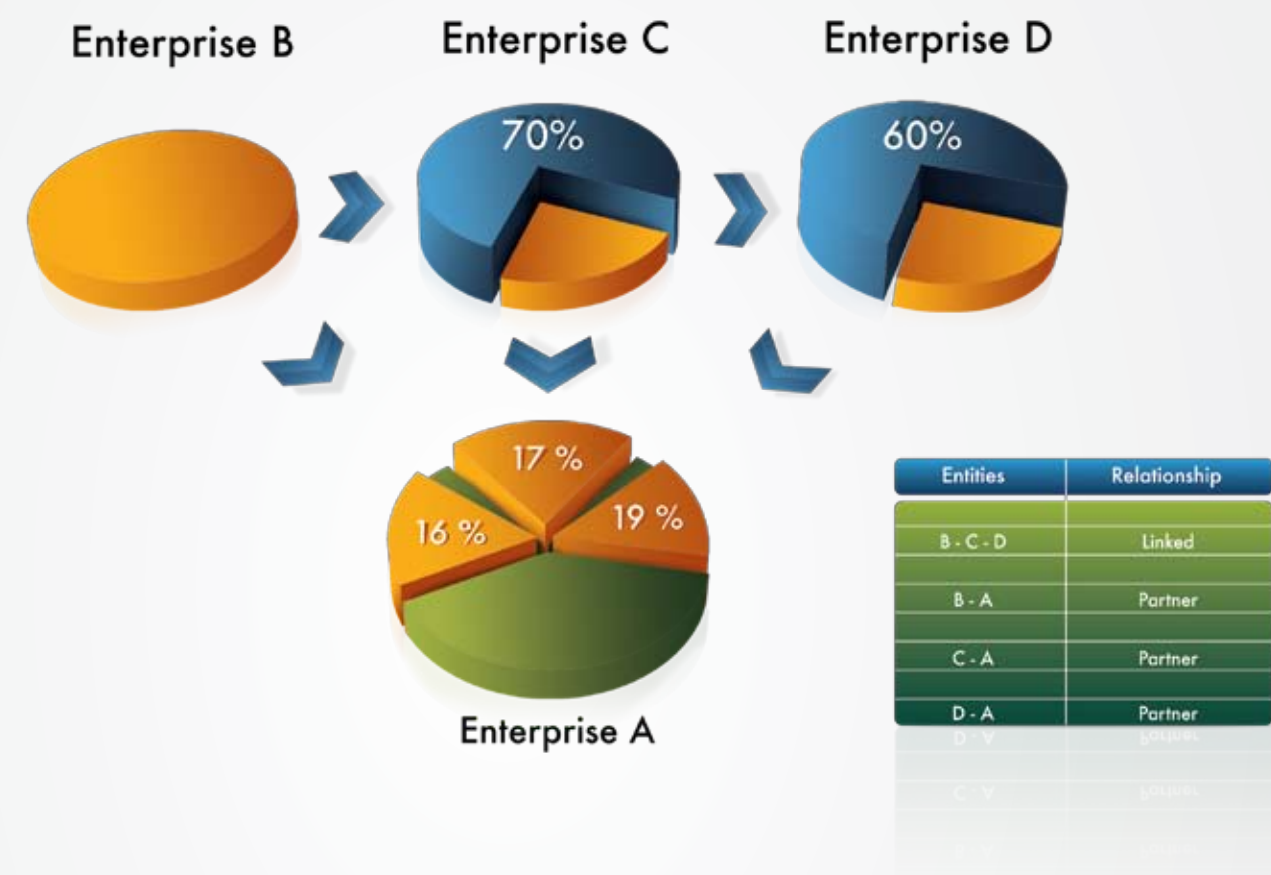 Enterprise B
Enterprise C
Enterprise D
70%
60%
17 %
16 %
19 %
Enterprise A
Entities Relationship
B - C - D Linked
B - A Partner
C - A Partner
D - A Partner